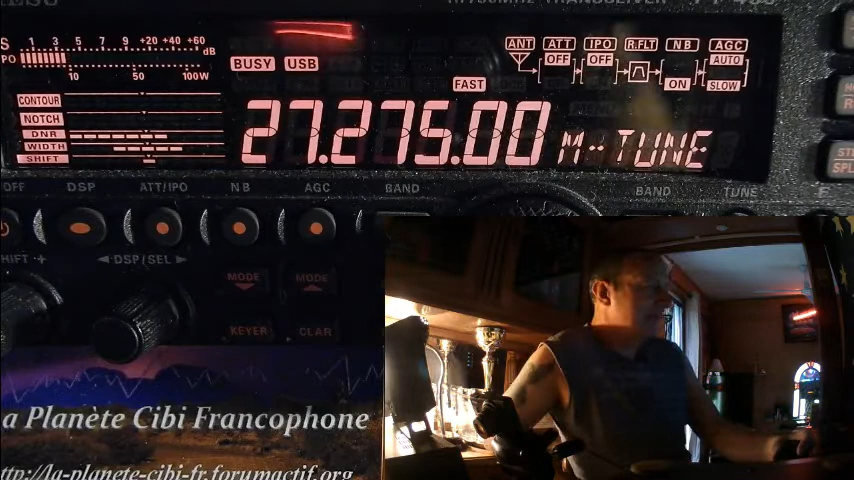 S 1 3 5 7 9 +20 +40 +60 dB
PO 10 50 100W
BUSY USB
ANT ATT IPO R.FLT NB AGC
OFF OFF AUTO
ON SLOW
FAST
CONTOUR
NOTCH
DNR
WIDTH
SHIFT
27.275.00 M-TUNE
OFF DSP ATT/IPO NB AGC BAND BAND TUNE
SHIFT -+ ◄DSP/SEL►
MODE MODE
KEYER CLAR
a Planète Cibi Francophone
ttp://la-planete-cibi-fr.forumactif.org